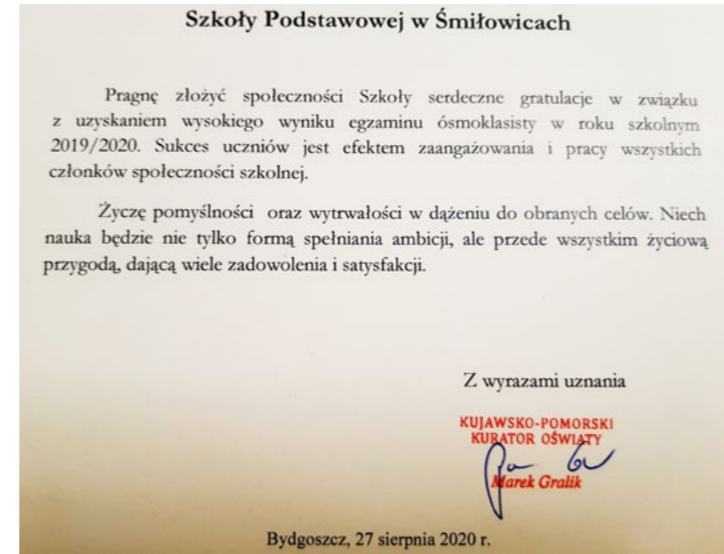 Szkoły Podstawowej w Śmiłowicach
Pragnę złożyć społeczności Szkoły serdeczne gratulacje w związku
z uzyskaniem wysokiego wyniku egzaminu ósmoklasisty w roku szkolnym
2019/2020. Sukces uczniów jest efektem zaangażowania i pracy wszystkich
członków społeczności szkolnej.
Życzę pomyślności oraz wytrwałości w dążeniu do obranych celów. Niech
nauka będzie nie tylko formą spełniania ambicji, ale przede wszystkim życiową
przygodą, dającą wiele zadowolenia i satysfakcji.
Z wyrazami uznania
KUJAWSKO-POMORSKI
KURATOR OŚWIATY
Marek Gralik
Bydgoszcz, 27 sierpnia 2020 r.